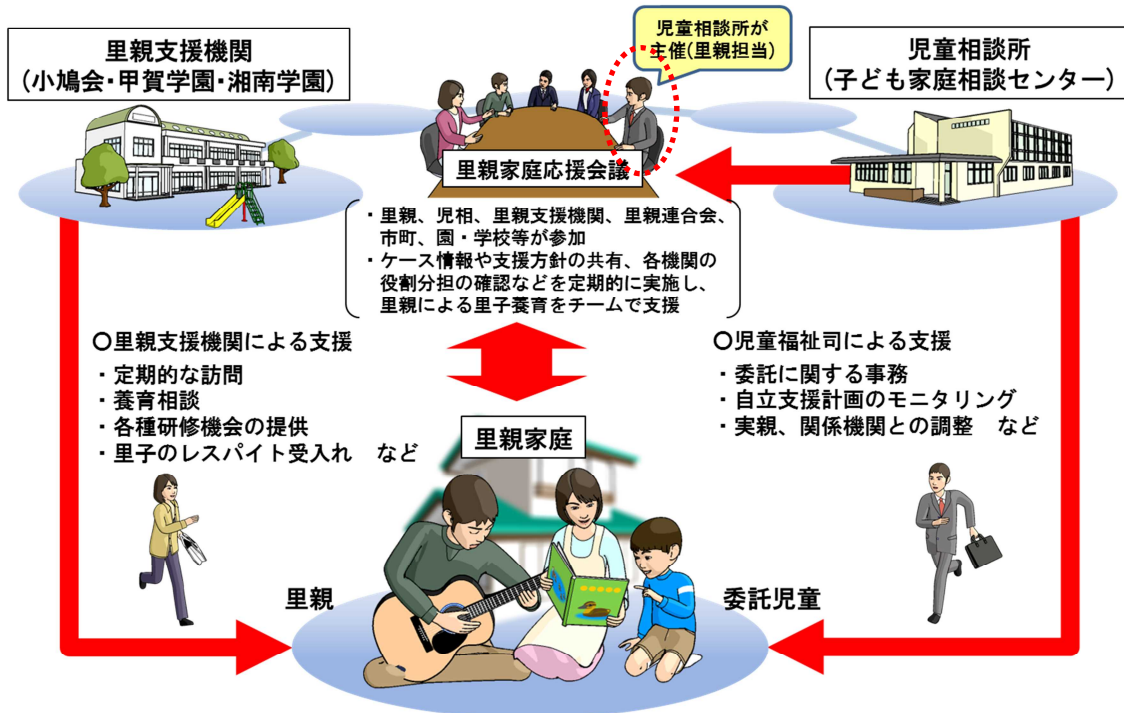 里親支援機関
（小鳩会・甲賀学園・湘南学園）
児童相談所が
主催(里親担当)
児童相談所
（子ども家庭相談センター）
里親家庭応援会議
・里親、児相、里親支援機関、里親連合会、
市町、園・学校等が参加
・ケース情報や支援方針の共有、各機関の
役割分担の確認などを定期的に実施し、
里親による里子養育をチームで支援
〇里親支援機関による支援
・定期的な訪問
・養育相談
・各種研修機会の提供
・里子のレスパイト受入れ　など
〇児童福祉司による支援
・委託に関する事務
・自立支援計画のモニタリング
・実親、関係機関との調整　など
里親家庭
里親
委託児童